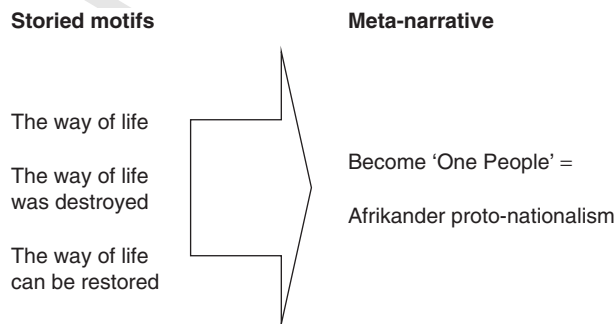 Storied motifs
Meta-narrative
The way of life
The way of life
was destroyed
The way of life
can be restored
Become ‘One People’ =
Afrikander proto-nationalism